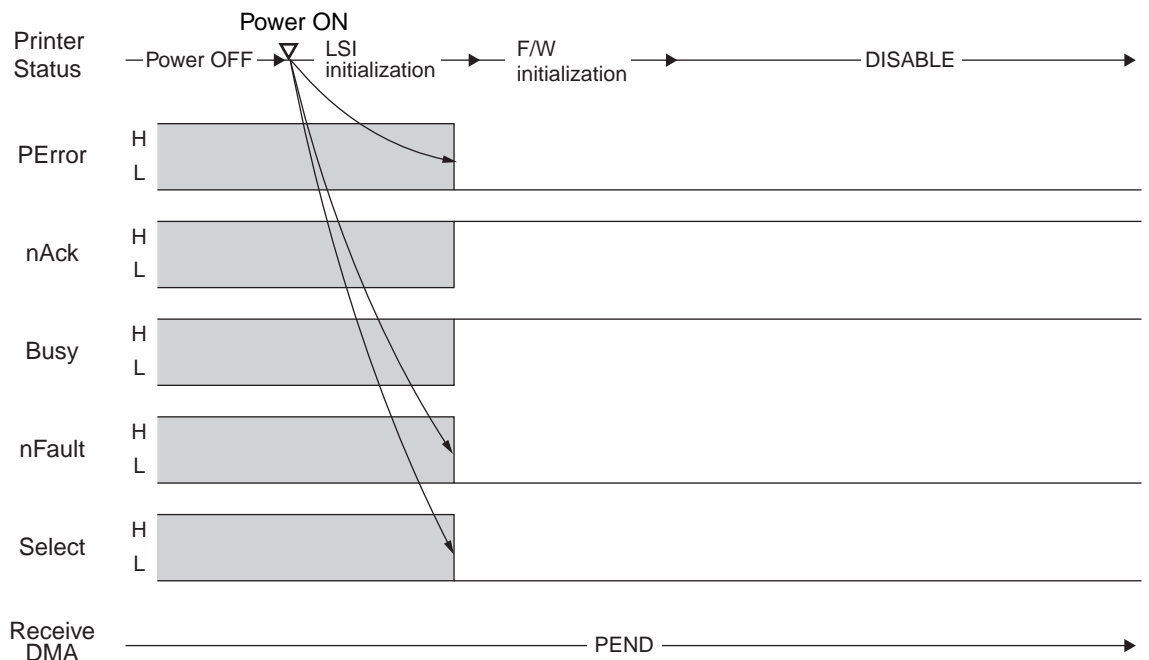 Power ON
Printer
Status
Power OFF
LSI
initialization
F/W
initialization
DISABLE
PError
H
L
nAck
H
L
Busy
H
L
nFault
H
L
Select
H
L
Receive
DMA
PEND